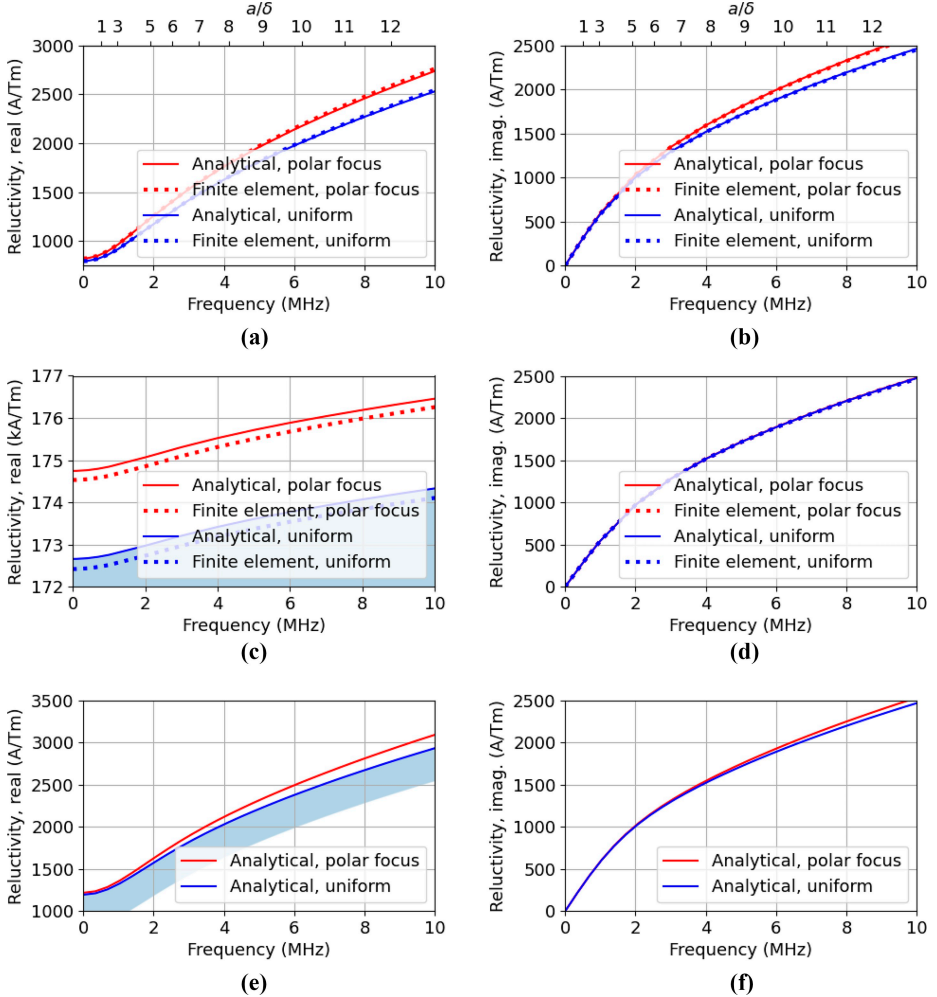 a/δ
1 3 5 6 7 8 9 10 11 12
3000
2500
2000
1500
1000
Reluctivity, real (A/Tm)
Analytical, polar focus
Finite element, polar focus
Analytical, uniform
Finite element, uniform
0 2 4 6 8 10
Frequency (MHz)
(a)
a/δ
1 3 5 6 7 8 9 10 11 12
2500
2000
1500
1000
500
0
Reluctivity, imag. (A/Tm)
Analytical, polar focus
Finite element, polar focus
Analytical, uniform
Finite element, uniform
0 2 4 6 8 10
Frequency (MHz)
(b)
177
176
175
174
173
172
Reluctivity, real (kA/Tm)
Analytical, polar focus
Finite element, polar focus
Analytical, uniform
Finite element, uniform
0 2 4 6 8 10
Frequency (MHz)
(c)
2500
2000
1500
1000
500
0
Reluctivity, imag. (A/Tm)
Analytical, polar focus
Finite element, polar focus
Analytical, uniform
Finite element, uniform
0 2 4 6 8 10
Frequency (MHz)
(d)
3500
3000
2500
2000
1500
1000
Reluctivity, real (A/Tm)
Analytical, polar focus
Analytical, uniform
0 2 4 6 8 10
Frequency (MHz)
(e)
2500
2000
1500
1000
500
0
Reluctivity, imag. (A/Tm)
Analytical, polar focus
Analytical, uniform
0 2 4 6 8 10
Frequency (MHz)
(f)